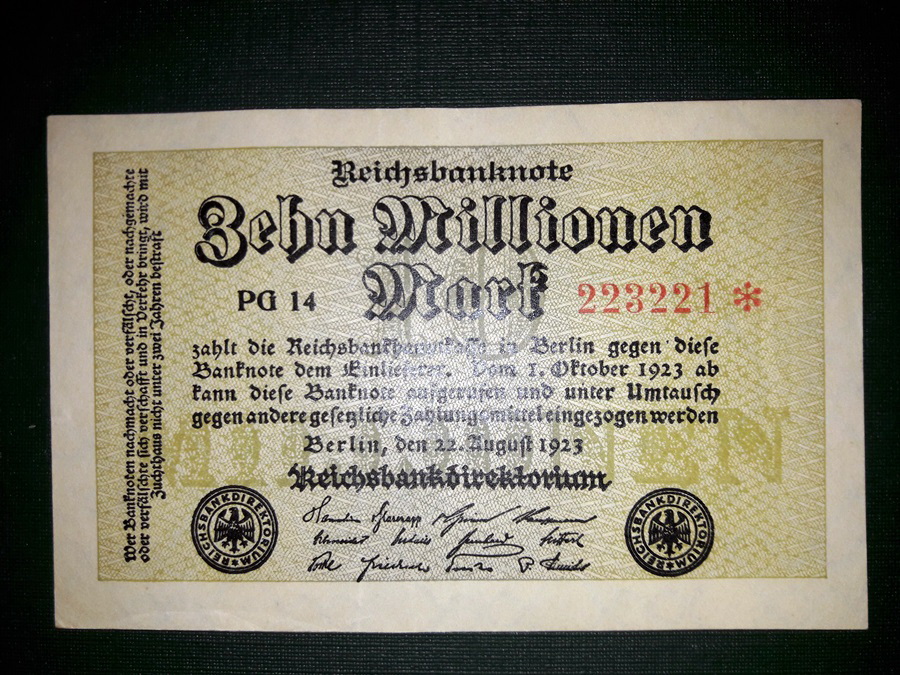 Reichsbanknote
Zehn Millionen
Mark
PG 14
223221 *
zahlt die Reichsbankhauptkasse in Berlin gegen diese
Banknote dem Einlieferer. Vom 1. Oktober 1923 ab
kann diese Banknote aufgerufen und unter Umtausch
gegen andere gesetzliche Zahlungsmittel eingezogen werden
Berlin, den 22. August 1923
Reichsbankdirektorium
REICHSBANKDIREKTORIUM
REICHSBANKDIREKTORIUM
Wer Banknoten nachmacht oder verfälscht, oder nachgemachte
oder verfälschte sich verschafft und in Verkehr bringt, wird mit
Zuchthaus nicht unter zwei Jahren bestraft